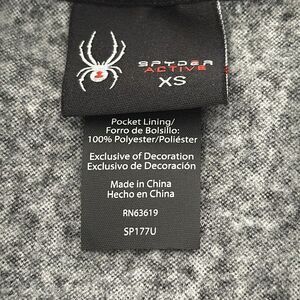 SPYDER
ACTIVE
XS
Pocket Lining/
Forro de Bolsillo:
100% Polyester/Poliéster
Exclusive of Decoration
Exclusivo de Decoración
Made in China
Hecho en China
RN63619
SP177U